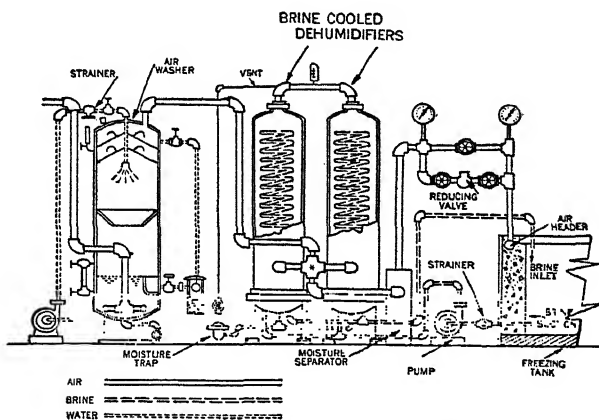 BRINE COOLED
DEHUMIDIFIERS
STRAINER
AIR
WASHER
VENT
REDUCING
VALVE
AIR
HEADER
BRINE
INLET
STRAINER
MOISTURE
TRAP
MOISTURE
SEPARATOR
PUMP
FREEZING
TANK
AIR
BRINE
WATER